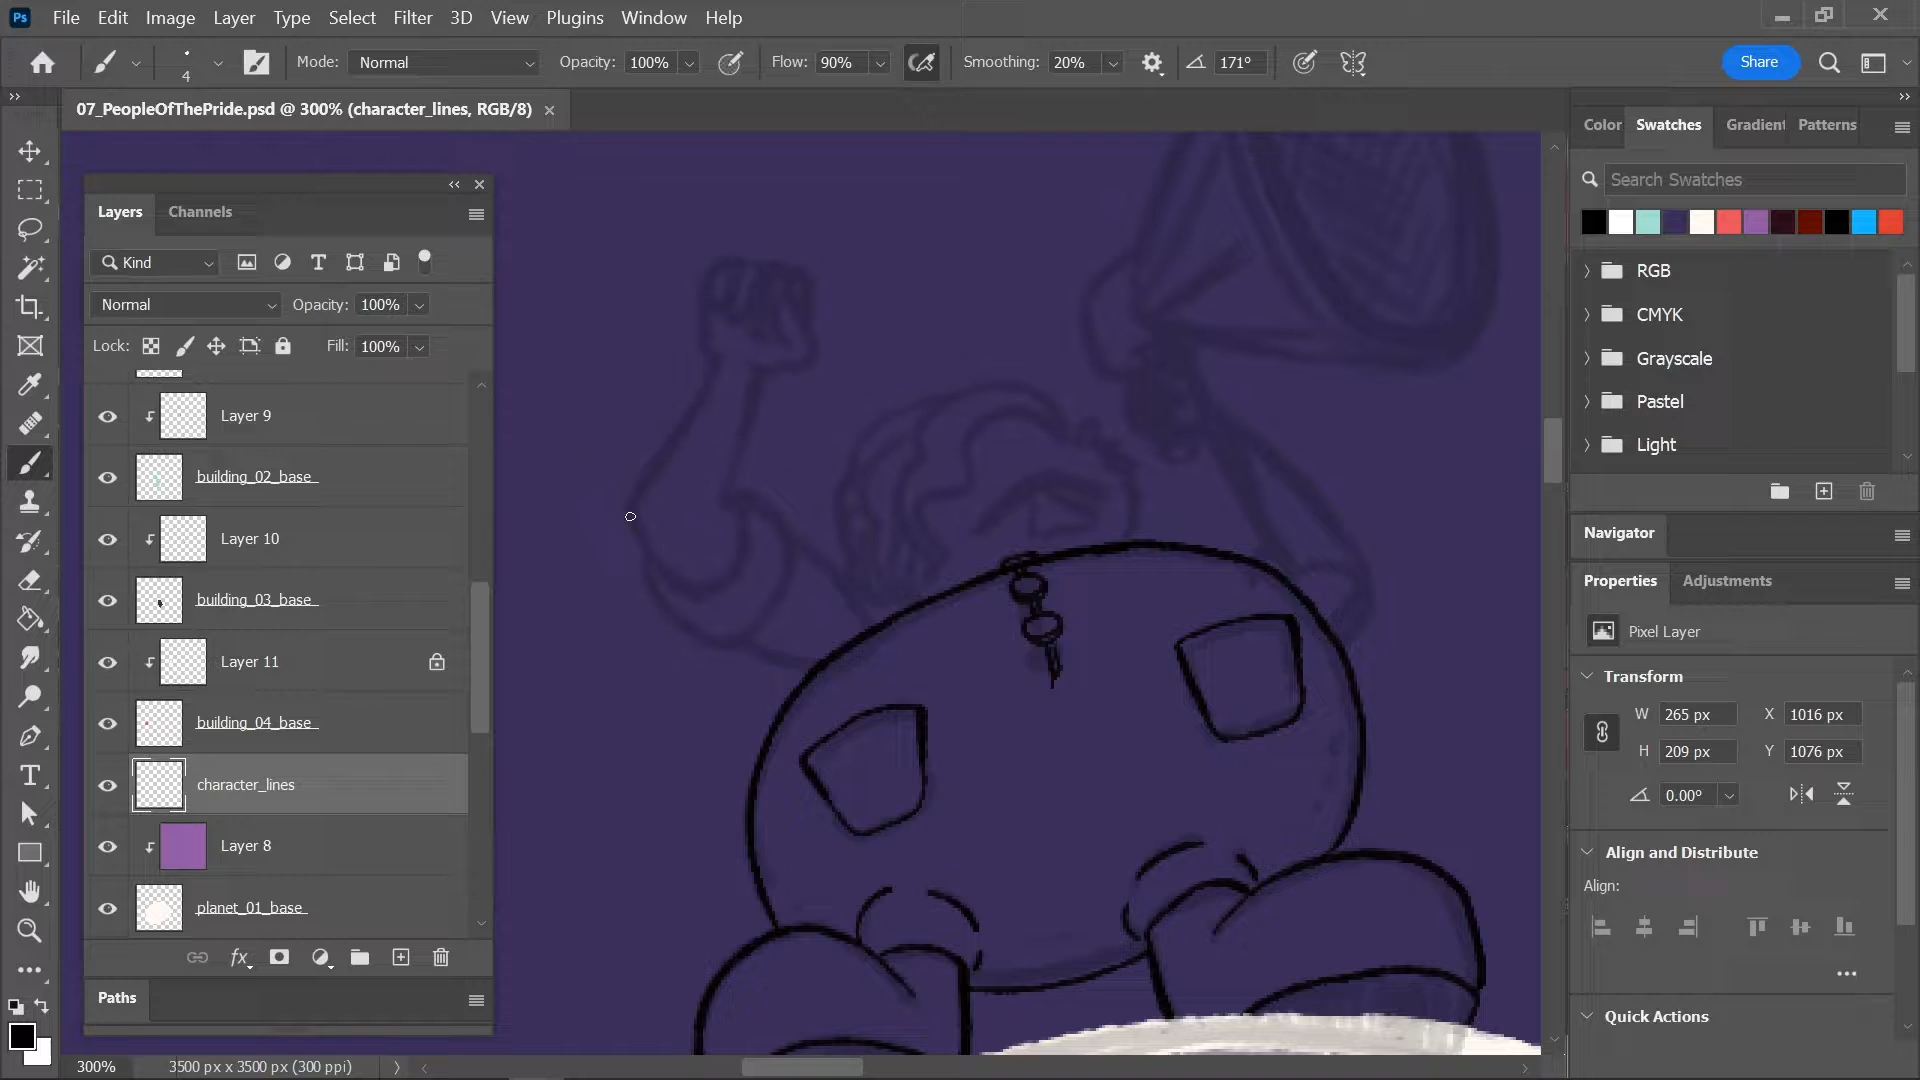 Ps File Edit Image Layer Type Select Filter 3D View Plugins Window Help
4 Mode: Normal Opacity: 100% Flow: 90% Smoothing: 20% 171° Share
07_PeopleOfThePride.psd @ 300% (character_lines, RGB/8)
Layers Channels
Kind
Normal Opacity: 100%
Lock: Fill: 100%
Layer 9
building_02_base
Layer 10
building_03_base
Layer 11
building_04_base
character_lines
Layer 8
planet_01_base
fx
Paths
300% 3500 px x 3500 px (300 ppi)
Color Swatches Gradient Patterns
Search Swatches
RGB
CMYK
Grayscale
Pastel
Light
Navigator
Properties Adjustments
Pixel Layer
Transform
W 265 px X 1016 px
H 209 px Y 1076 px
0.00°
Align and Distribute
Align:
Quick Actions